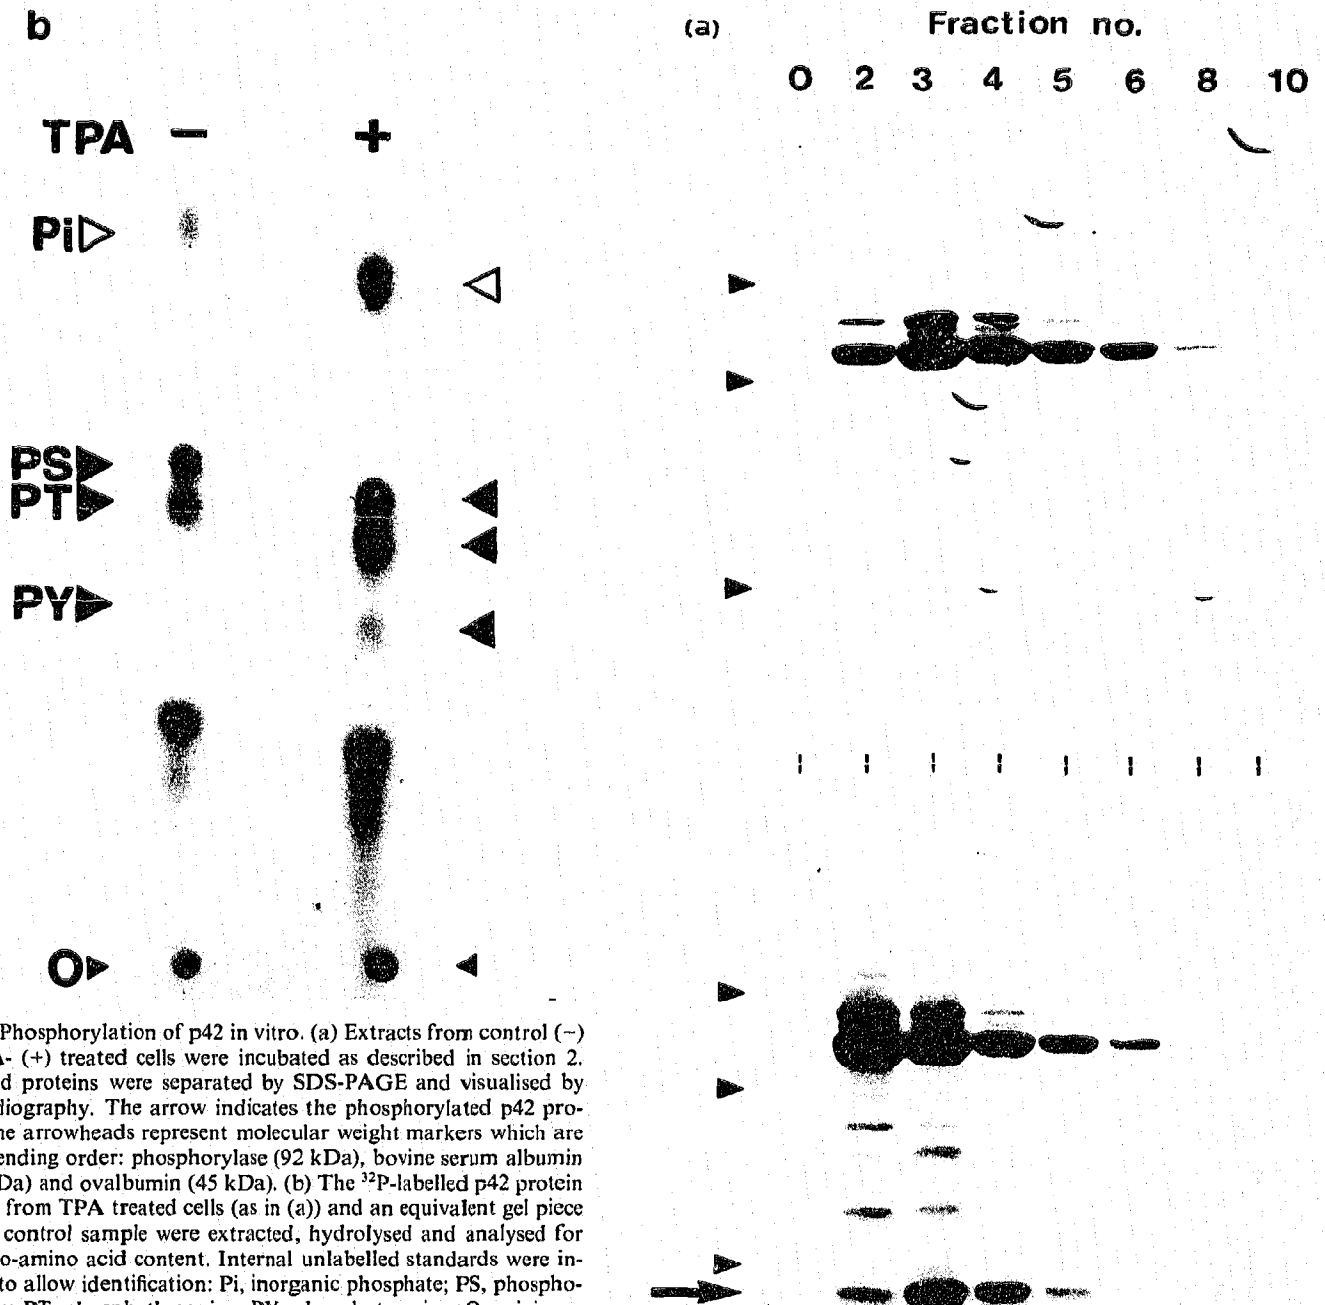 b
TPA − +
Pi
PS
PT
PY
O
Phosphorylation of p42 in vitro. (a) Extracts from control (−)
A- (+) treated cells were incubated as described in section 2.
d proteins were separated by SDS-PAGE and visualised by
diography. The arrow indicates the phosphorylated p42 pro-
ne arrowheads represent molecular weight markers which are
ending order: phosphorylase (92 kDa), bovine serum albumin
Da) and ovalbumin (45 kDa). (b) The ³²P-labelled p42 protein
from TPA treated cells (as in (a)) and an equivalent gel piece
control sample were extracted, hydrolysed and analysed for
o-amino acid content. Internal unlabelled standards were in-
to allow identification: Pi, inorganic phosphate; PS, phospho-
(a) Fraction no.
0 2 3 4 5 6 8 10